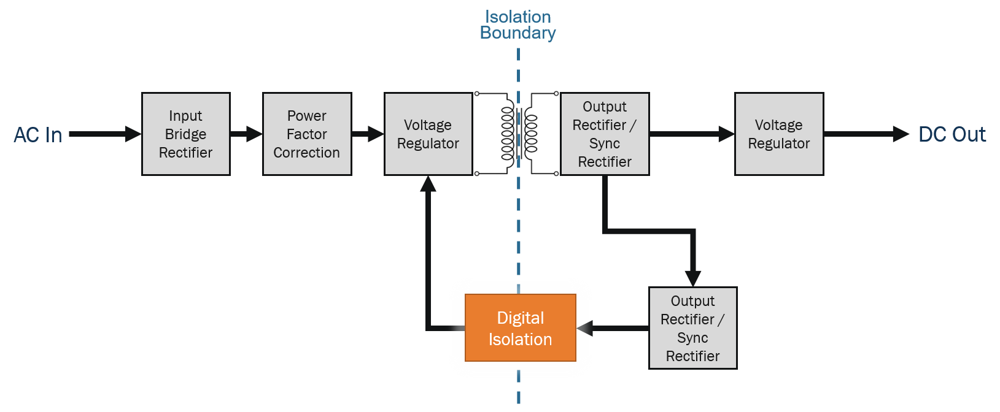 Isolation
Boundary
AC In
Input
Bridge
Rectifier
Power
Factor
Correction
Voltage
Regulator
Output
Rectifier /
Sync
Rectifier
Voltage
Regulator
DC Out
Digital
Isolation
Output
Rectifier /
Sync
Rectifier